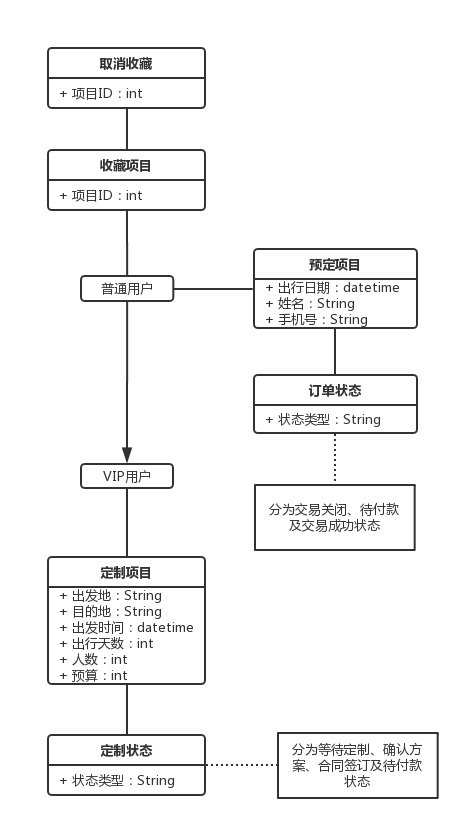 取消收藏
+ 项目ID：int
收藏项目
+ 项目ID：int
普通用户
预定项目
+ 出行日期：datetime
+ 姓名：String
+ 手机号：String
订单状态
+ 状态类型：String
分为交易关闭、待付款
及交易成功状态
VIP用户
定制项目
+ 出发地：String
+ 目的地：String
+ 出发时间：datetime
+ 出行天数：int
+ 人数：int
+ 预算：int
定制状态
+ 状态类型：String
分为等待定制、确认方
案、合同签订及待付款
状态